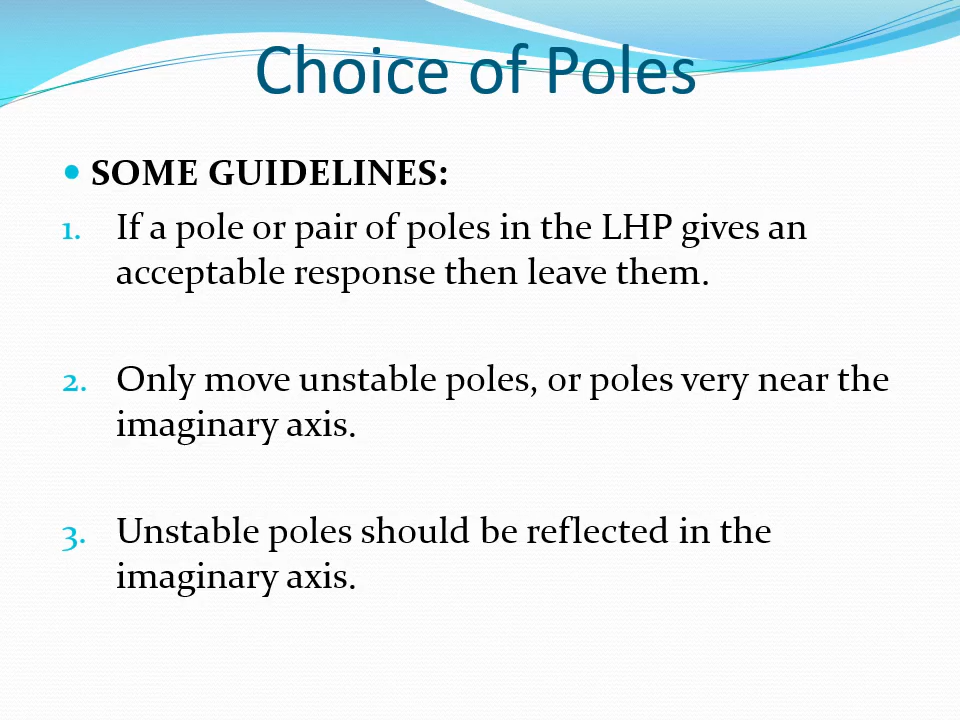 Choice of Poles
• SOME GUIDELINES:
1. If a pole or pair of poles in the LHP gives an
acceptable response then leave them.
2. Only move unstable poles, or poles very near the
imaginary axis.
3. Unstable poles should be reflected in the
imaginary axis.